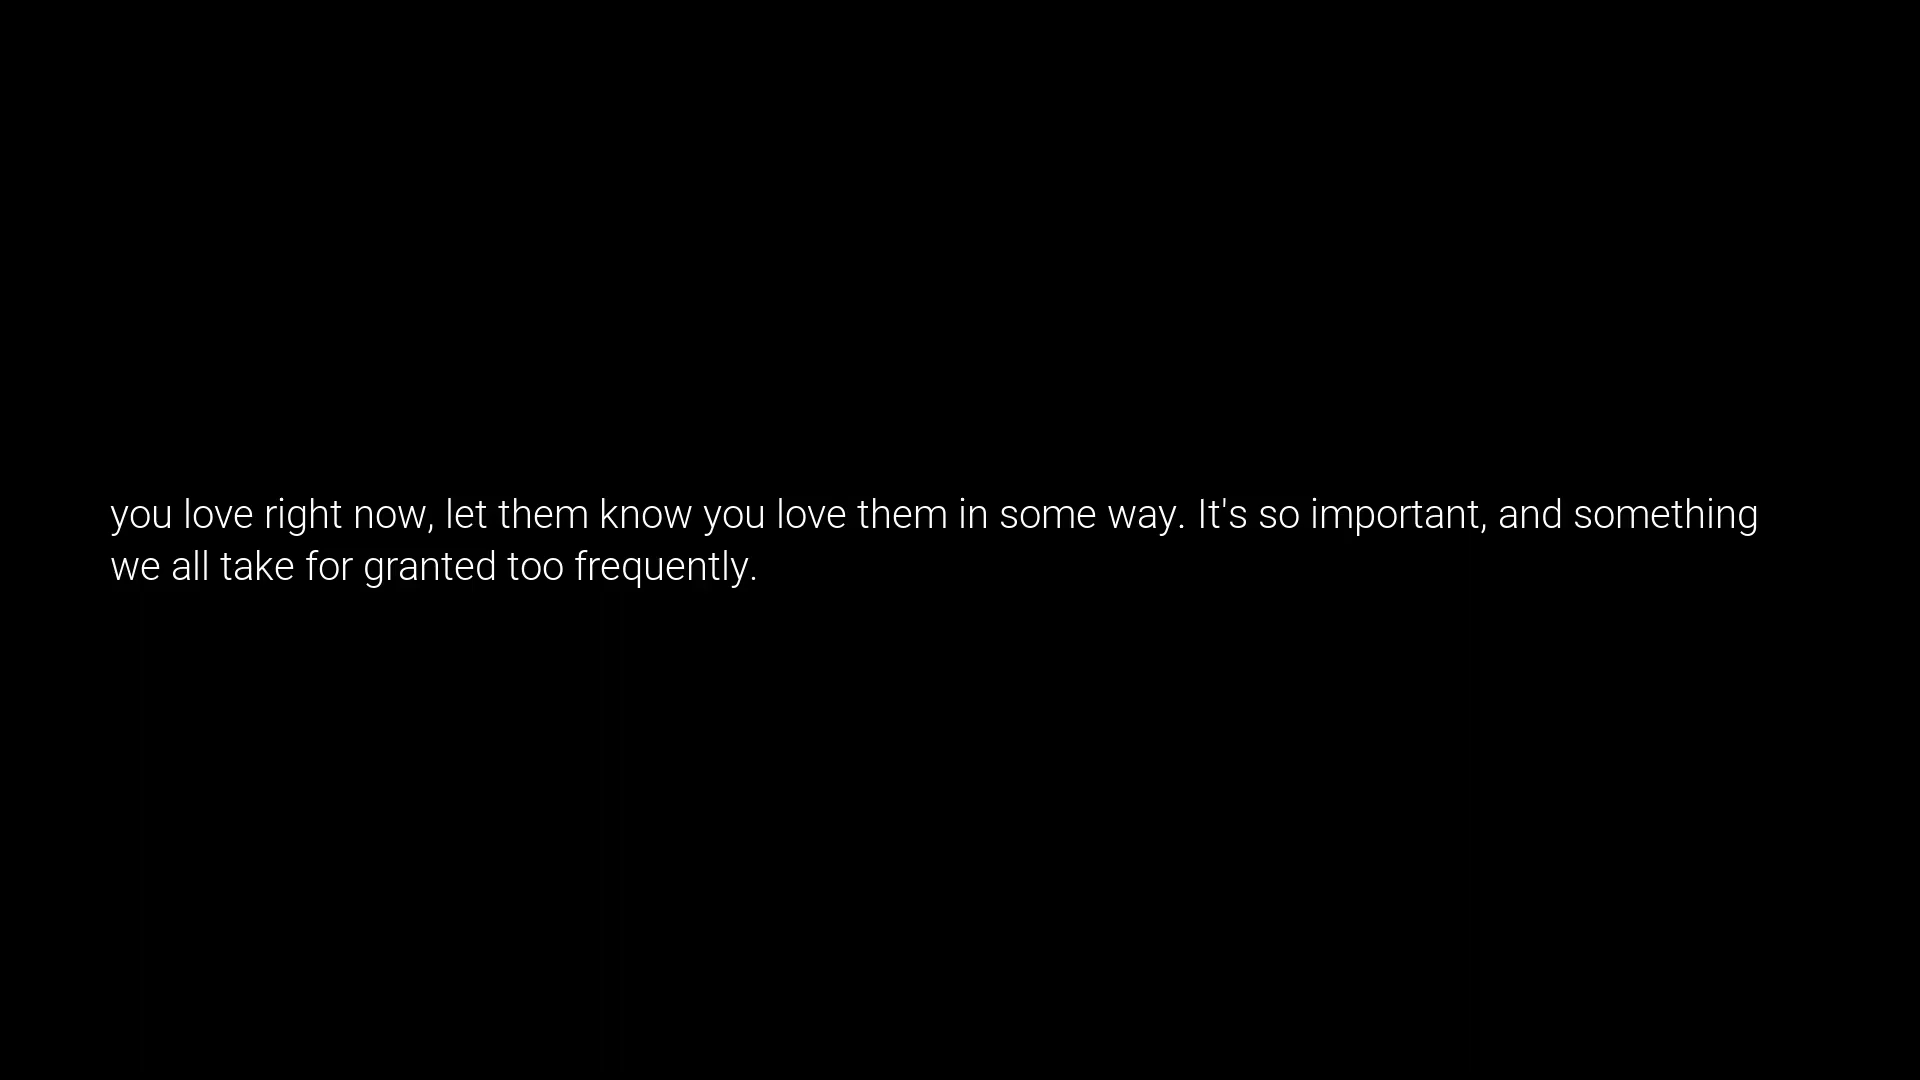 you love right now, let them know you love them in some way. It's so important, and something
we all take for granted too frequently.